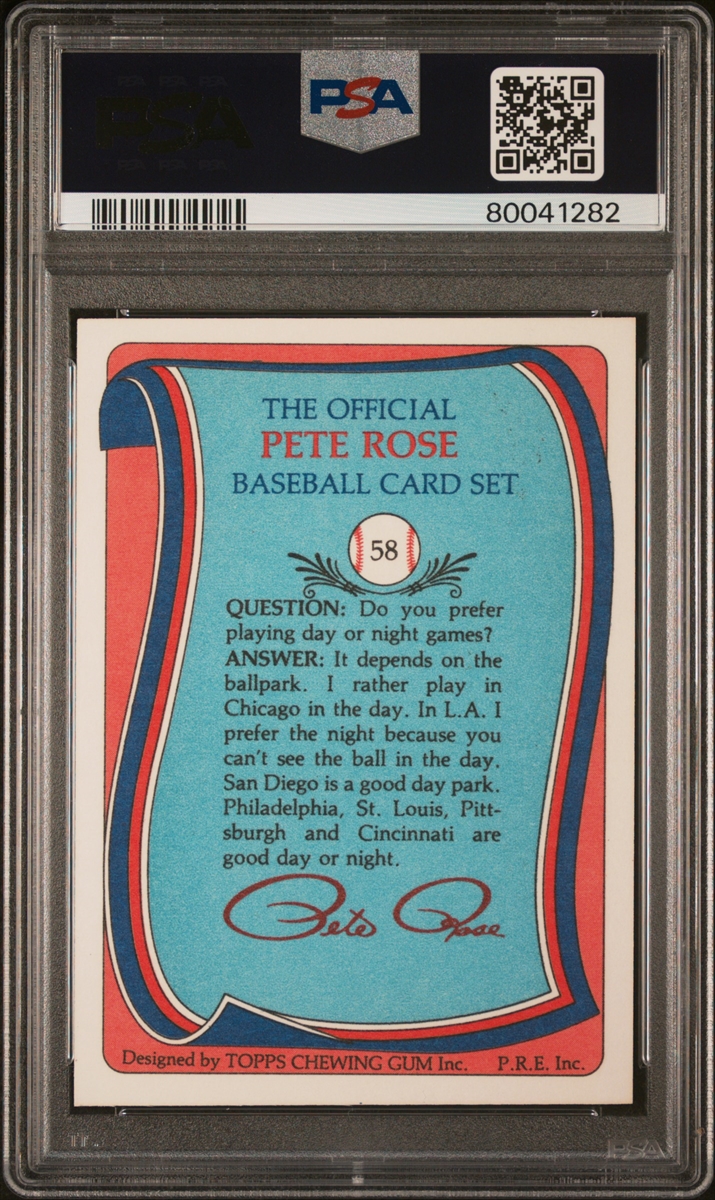 PSA
PSA
80041282
THE OFFICIAL
PETE ROSE
BASEBALL CARD SET
58
QUESTION: Do you prefer
playing day or night games?
ANSWER: It depends on the
ballpark. I rather play in
Chicago in the day. In L.A. I
prefer the night because you
can't see the ball in the day.
San Diego is a good day park.
Philadelphia, St. Louis, Pitt-
sburgh and Cincinnati are
good day or night.
Pete Rose
Designed by TOPPS CHEWING GUM Inc. P.R.E. Inc.
PSA